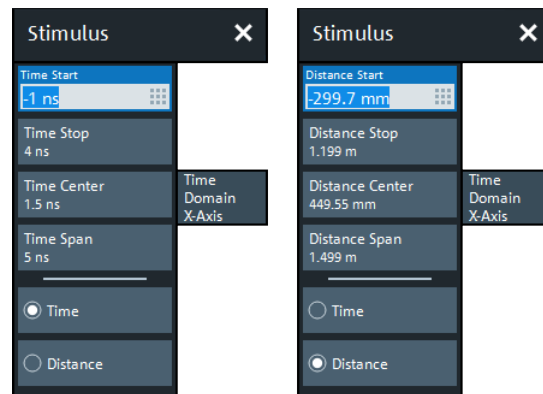 Stimulus
Time Start
-1 ns
Time Stop
4 ns
Time Center
1.5 ns
Time Span
5 ns
Time
Distance
Time
Domain
X-Axis
Stimulus
Distance Start
-299.7 mm
Distance Stop
1.199 m
Distance Center
449.55 mm
Distance Span
1.499 m
Time
Distance
Time
Domain
X-Axis